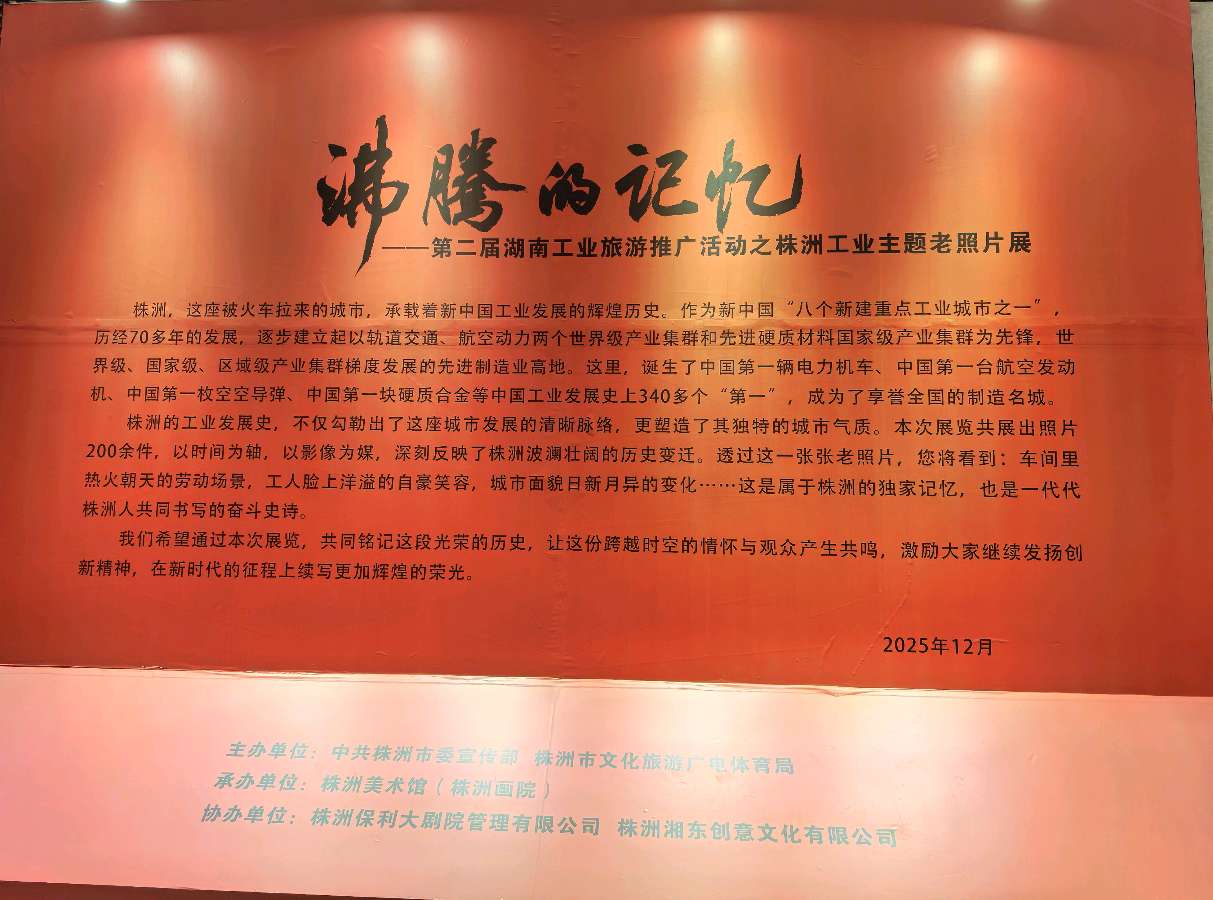 沸腾的记忆
——第二届湖南工业旅游推广活动之株洲工业主题老照片展
株洲，这座被火车拉来的城市，承载着新中国工业发展的辉煌历史。作为新中国“八个新建重点工业城市之一”，
历经70多年的发展，逐步建立起以轨道交通、航空动力两个世界级产业集群和先进硬质材料国家级产业集群为先锋，世
界级、国家级、区域级产业集群梯度发展的先进制造业高地。这里，诞生了中国第一辆电力机车、中国第一台航空发动
机、中国第一枚空空导弹、中国第一块硬质合金等中国工业发展史上340多个“第一”，成为了享誉全国的制造名城。
株洲的工业发展史，不仅勾勒出了这座城市发展的清晰脉络，更塑造了其独特的城市气质。本次展览共展出照片
200余件，以时间为轴，以影像为媒，深刻反映了株洲波澜壮阔的历史变迁。透过这一张张老照片，您将看到：车间里
热火朝天的劳动场景，工人脸上洋溢的自豪笑容，城市面貌日新月异的变化……这是属于株洲的独家记忆，也是一代代
株洲人共同书写的奋斗史诗。
我们希望通过本次展览，共同铭记这段光荣的历史，让这份跨越时空的情怀与观众产生共鸣，激励大家继续发扬创
新精神，在新时代的征程上续写更加辉煌的荣光。
2025年12月
主办单位：中共株洲市委宣传部 株洲市文化旅游广电体育局
承办单位：株洲美术馆（株洲画院）
协办单位：株洲保利大剧院管理有限公司 株洲湘东创意文化有限公司